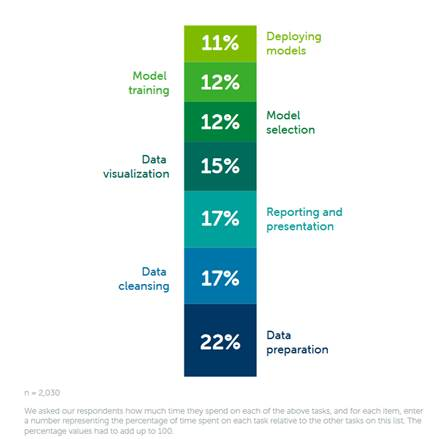 11%
Deploying
models
Model
training
12%
12%
Model
selection
Data
visualization
15%
17%
Reporting and
presentation
Data
cleansing
17%
22%
Data
preparation
n = 2,030
We asked our respondents how much time they spend on each of the above tasks, and for each item, enter
a number representing the percentage of time spent on each task relative to the other tasks on this list. The
percentage values had to add up to 100.